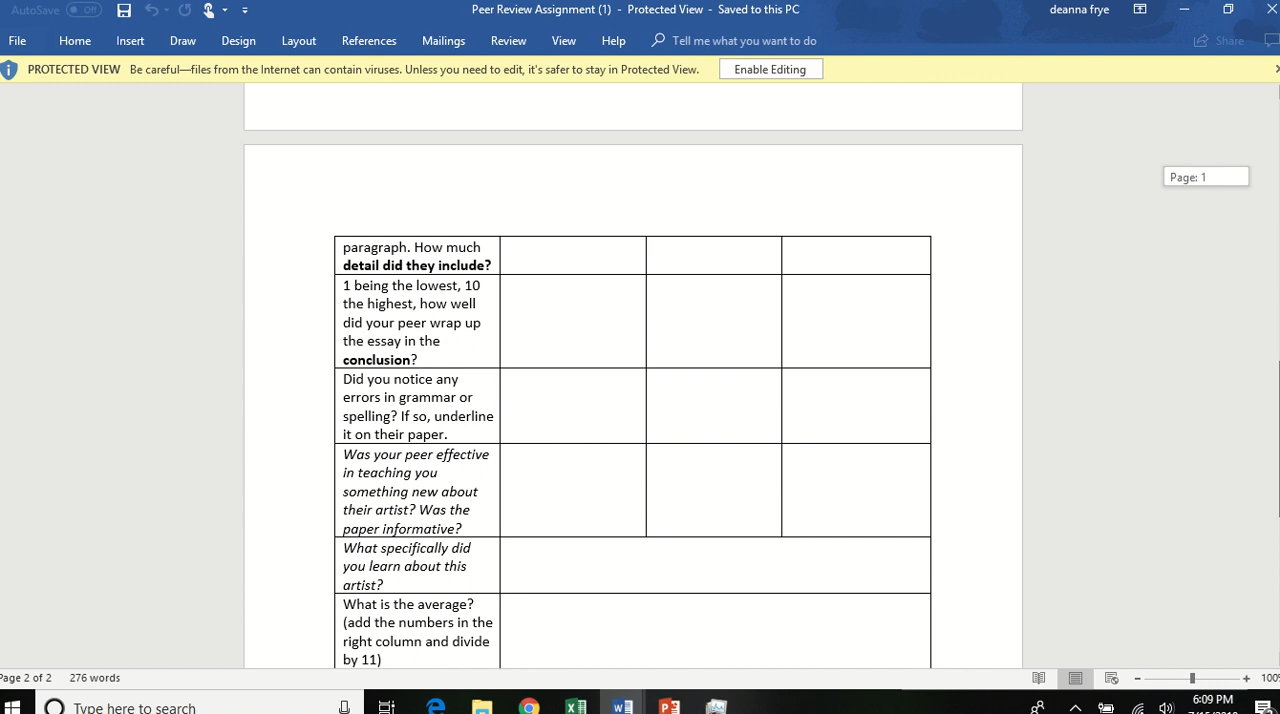 AutoSave Off
Peer Review Assignment (1) - Protected View - Saved to this PC
deanna frye
File Home Insert Draw Design Layout References Mailings Review View Help Tell me what you want to do Share
PROTECTED VIEW Be careful—files from the Internet can contain viruses. Unless you need to edit, it's safer to stay in Protected View. Enable Editing
Page: 1
paragraph. How much
detail did they include?
1 being the lowest, 10
the highest, how well
did your peer wrap up
the essay in the
conclusion?
Did you notice any
errors in grammar or
spelling? If so, underline
it on their paper.
Was your peer effective
in teaching you
something new about
their artist? Was the
paper informative?
What specifically did
you learn about this
artist?
What is the average?
(add the numbers in the
right column and divide
by 11)
Page 2 of 2 276 words
Type here to search
6:09 PM